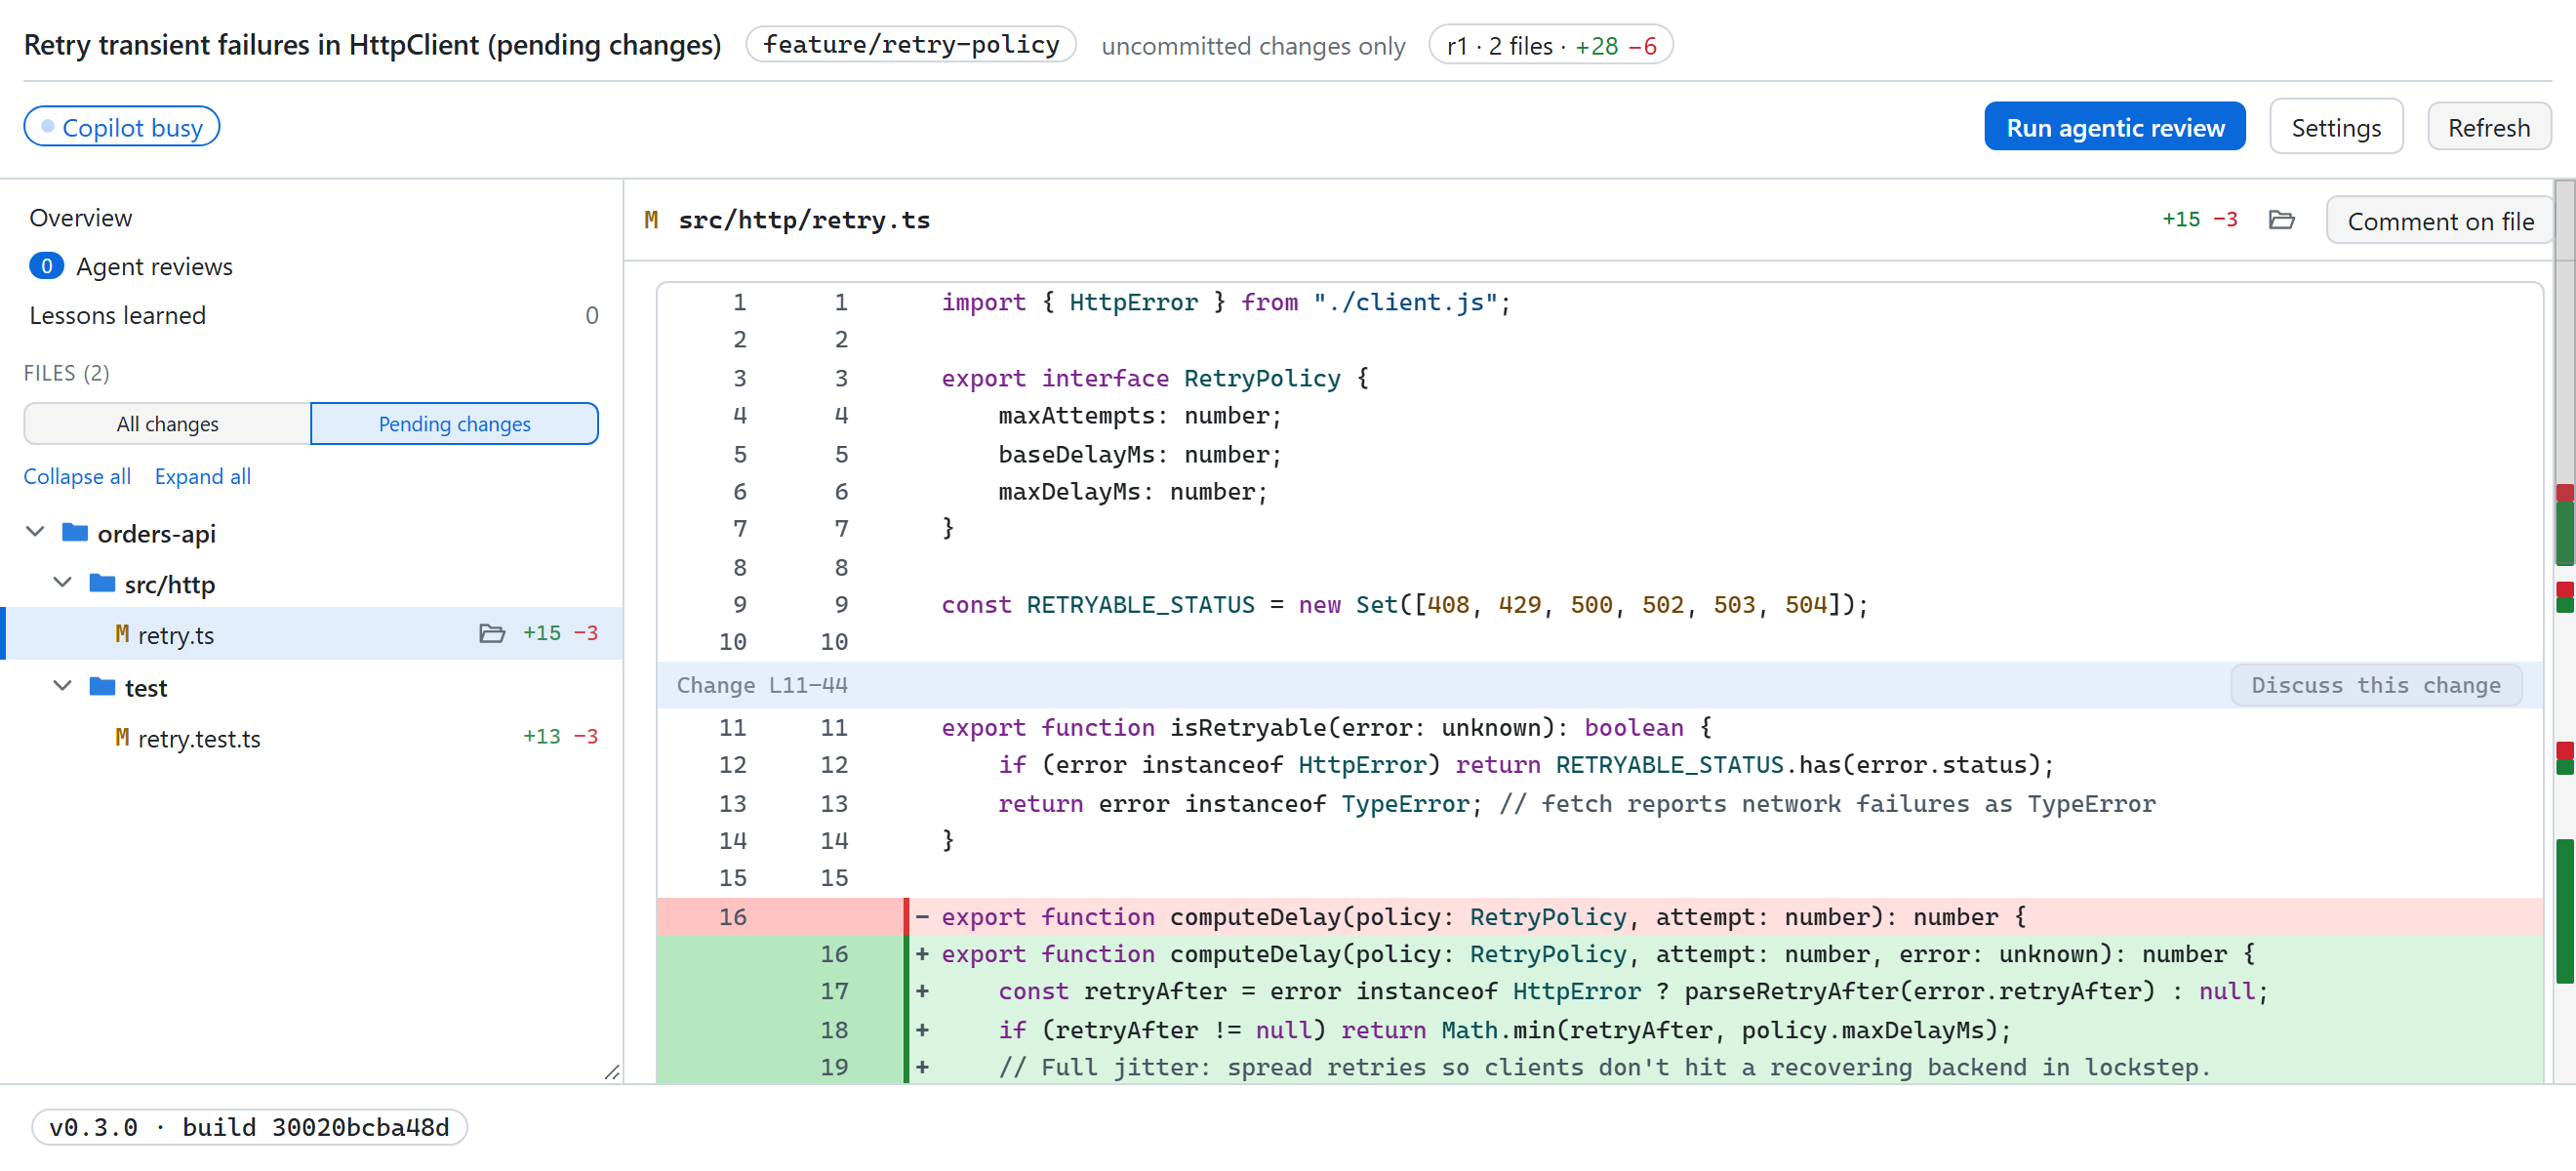 Retry transient failures in HttpClient (pending changes) feature/retry-policy uncommitted changes only r1 · 2 files · +28 −6
Copilot busy Run agentic review Settings Refresh
Overview
0 Agent reviews
Lessons learned 0
FILES (2)
All changes Pending changes
Collapse all Expand all
orders-api
src/http
M retry.ts +15 −3
test
M retry.test.ts +13 −3
M src/http/retry.ts +15 −3 Comment on file
1 1 import { HttpError } from "./client.js";
2 2
3 3 export interface RetryPolicy {
4 4     maxAttempts: number;
5 5     baseDelayMs: number;
6 6     maxDelayMs: number;
7 7 }
8 8
9 9 const RETRYABLE_STATUS = new Set([408, 429, 500, 502, 503, 504]);
10 10
Change L11–44 Discuss this change
11 11 export function isRetryable(error: unknown): boolean {
12 12     if (error instanceof HttpError) return RETRYABLE_STATUS.has(error.status);
13 13     return error instanceof TypeError; // fetch reports network failures as TypeError
14 14 }
15 15
16 − export function computeDelay(policy: RetryPolicy, attempt: number): number {
16 + export function computeDelay(policy: RetryPolicy, attempt: number, error: unknown): number {
17 +     const retryAfter = error instanceof HttpError ? parseRetryAfter(error.retryAfter) : null;
18 +     if (retryAfter != null) return Math.min(retryAfter, policy.maxDelayMs);
19 +     // Full jitter: spread retries so clients don't hit a recovering backend in lockstep.
v0.3.0 · build 30020bcba48d